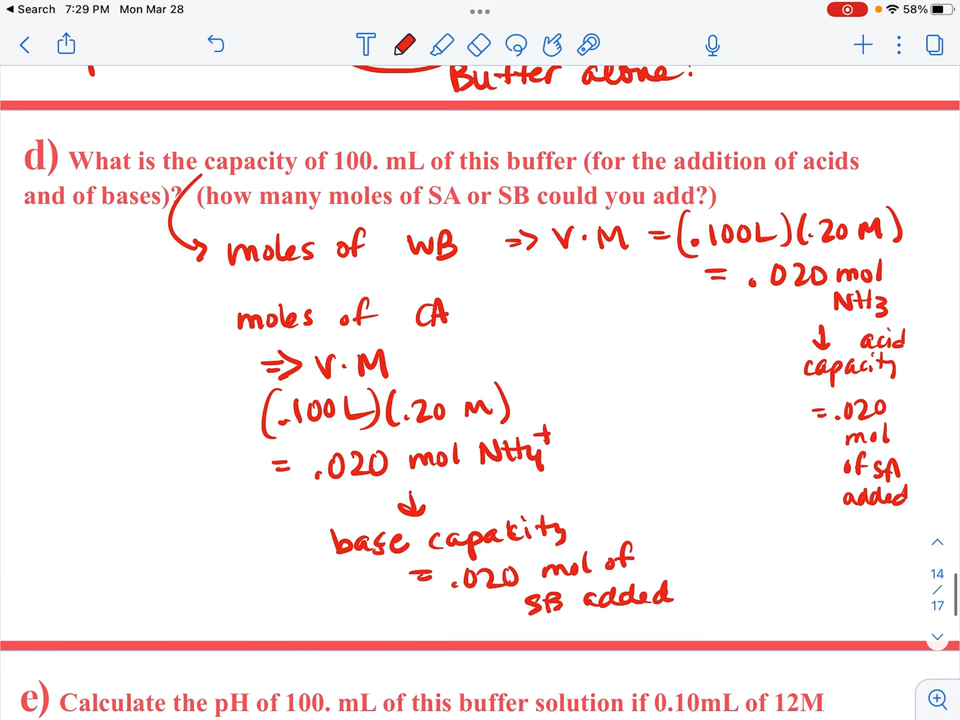 Search 7:29 PM Mon Mar 28
58%
T
Buffer alone!
d) What is the capacity of 100. mL of this buffer (for the addition of acids
and of bases)? (how many moles of SA or SB could you add?)
moles of WB => V·M = (.100L)(.20 M)
= .020 mol
NH3
↓ acid
capacity
= .020
mol
of SA
added
moles of CA
=> V·M
(.100L)(.20 M)
= .020 mol NH4+
↓
base capacity
= .020 mol of
SB added
14
/
17
e) Calculate the pH of 100. mL of this buffer solution if 0.10mL of 12M